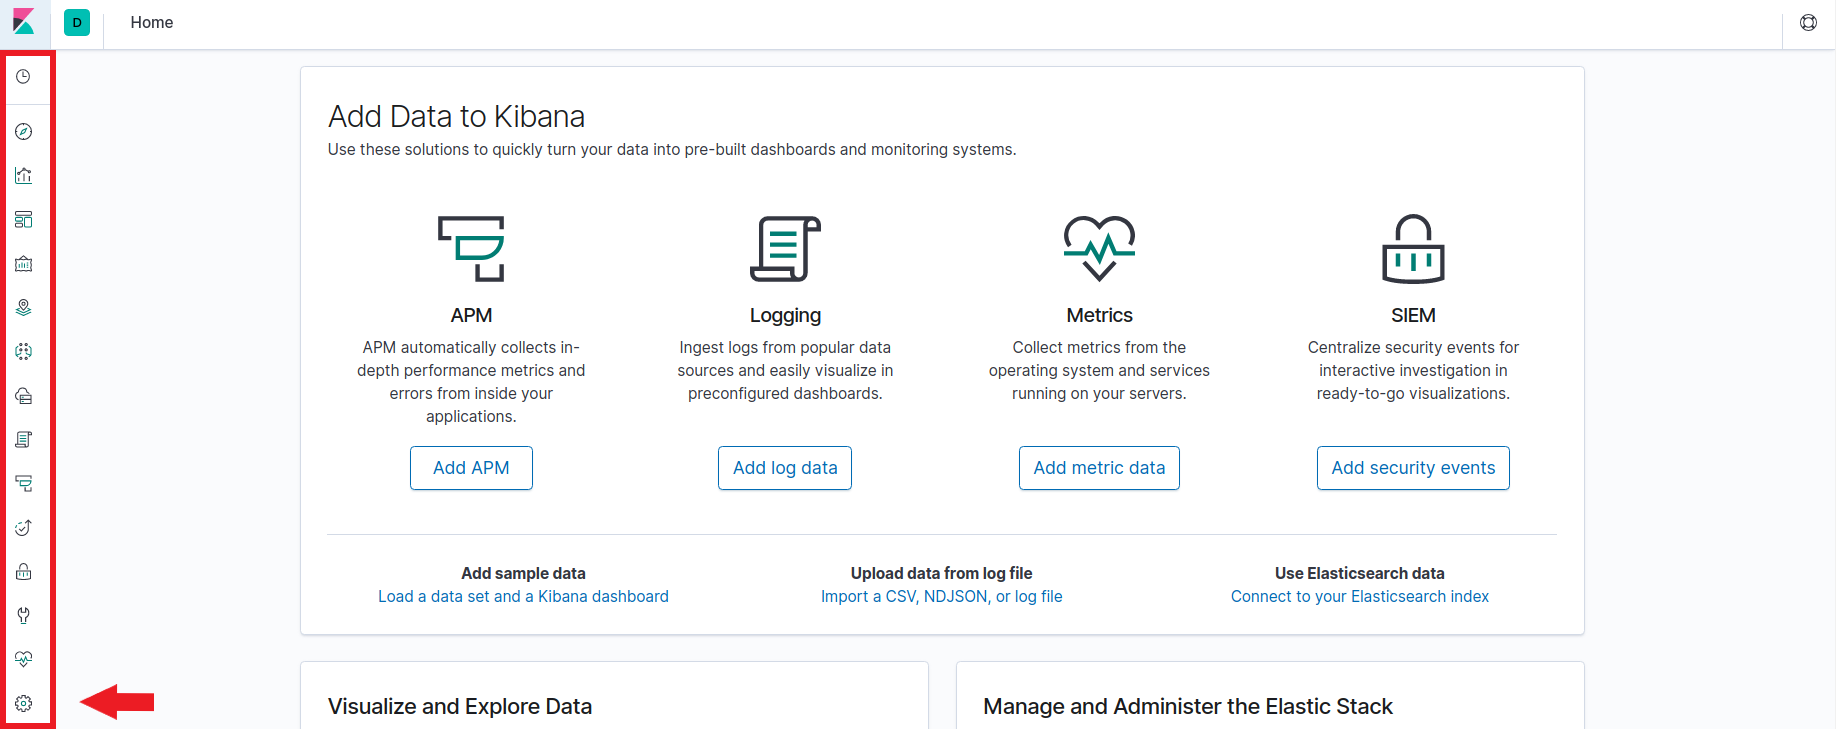 D
Home
Add Data to Kibana
Use these solutions to quickly turn your data into pre-built dashboards and monitoring systems.
APM
APM automatically collects in-
depth performance metrics and
errors from inside your
applications.
Add APM
Logging
Ingest logs from popular data
sources and easily visualize in
preconfigured dashboards.
Add log data
Metrics
Collect metrics from the
operating system and services
running on your servers.
Add metric data
SIEM
Centralize security events for
interactive investigation in
ready-to-go visualizations.
Add security events
Add sample data
Load a data set and a Kibana dashboard
Upload data from log file
Import a CSV, NDJSON, or log file
Use Elasticsearch data
Connect to your Elasticsearch index
Visualize and Explore Data
Manage and Administer the Elastic Stack